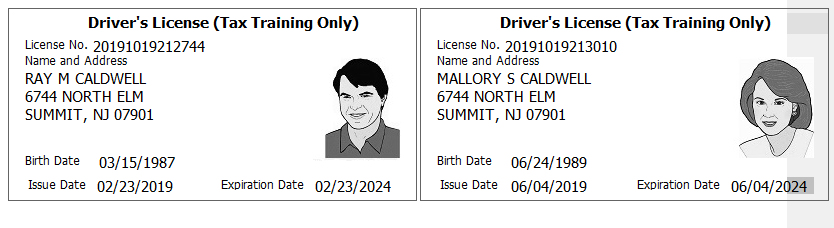 Driver's License (Tax Training Only)
License No. 20191019212744
Name and Address
RAY M CALDWELL
6744 NORTH ELM
SUMMIT, NJ 07901
Birth Date 03/15/1987
Issue Date 02/23/2019 Expiration Date 02/23/2024
Driver's License (Tax Training Only)
License No. 20191019213010
Name and Address
MALLORY S CALDWELL
6744 NORTH ELM
SUMMIT, NJ 07901
Birth Date 06/24/1989
Issue Date 06/04/2019 Expiration Date 06/04/2024